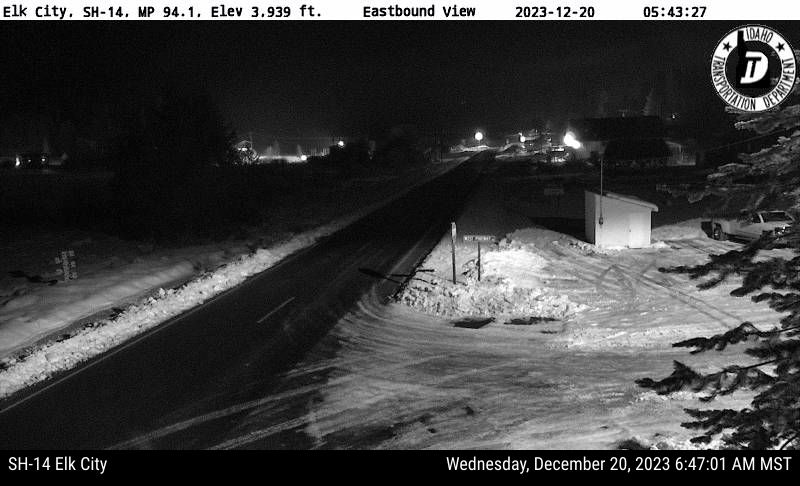 Elk City, SH-14, MP 94.1, Elev 3,939 ft. Eastbound View 2023-12-20 05:43:27
IDAHO
TRANSPORTATION DEPARTMENT
SH-14 Elk City
Wednesday, December 20, 2023 6:47:01 AM MST